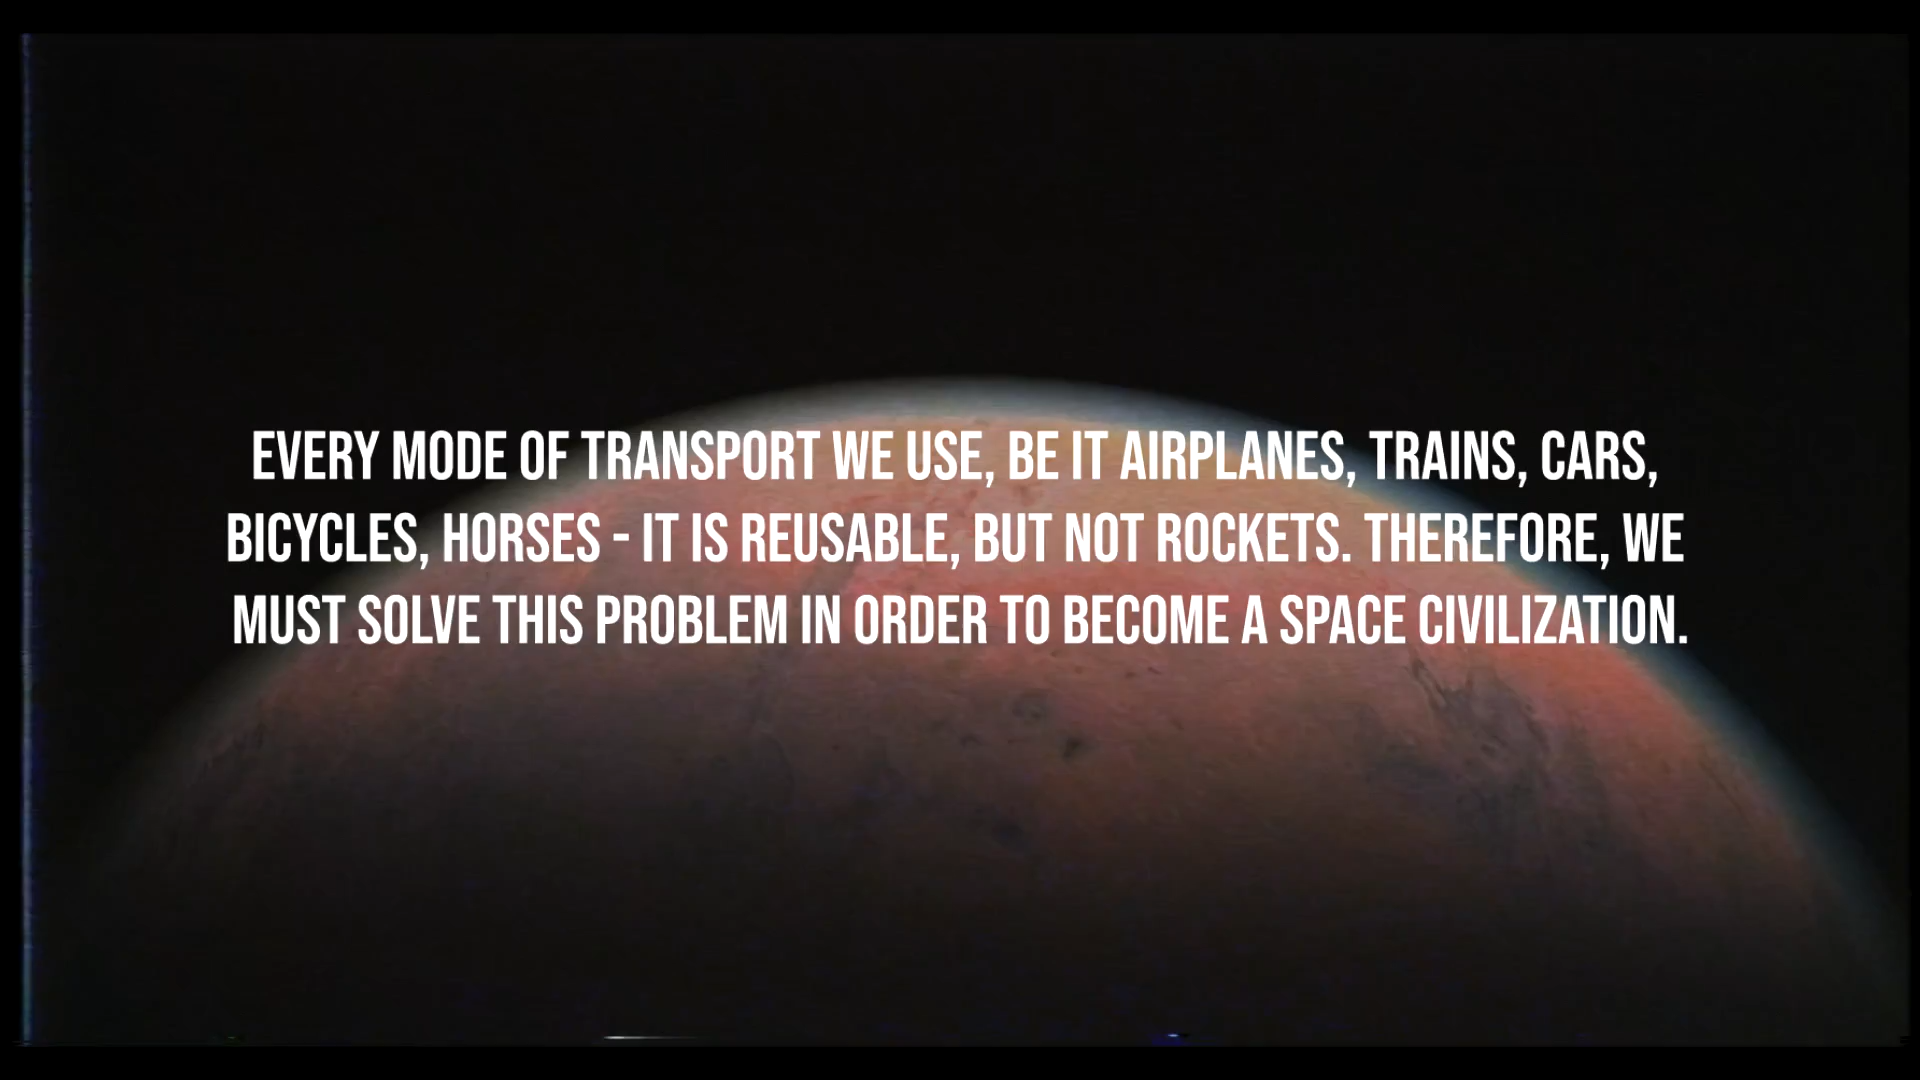 EVERY MODE OF TRANSPORT WE USE, BE IT AIRPLANES, TRAINS, CARS,
BICYCLES, HORSES - IT IS REUSABLE, BUT NOT ROCKETS. THEREFORE, WE
MUST SOLVE THIS PROBLEM IN ORDER TO BECOME A SPACE CIVILIZATION.